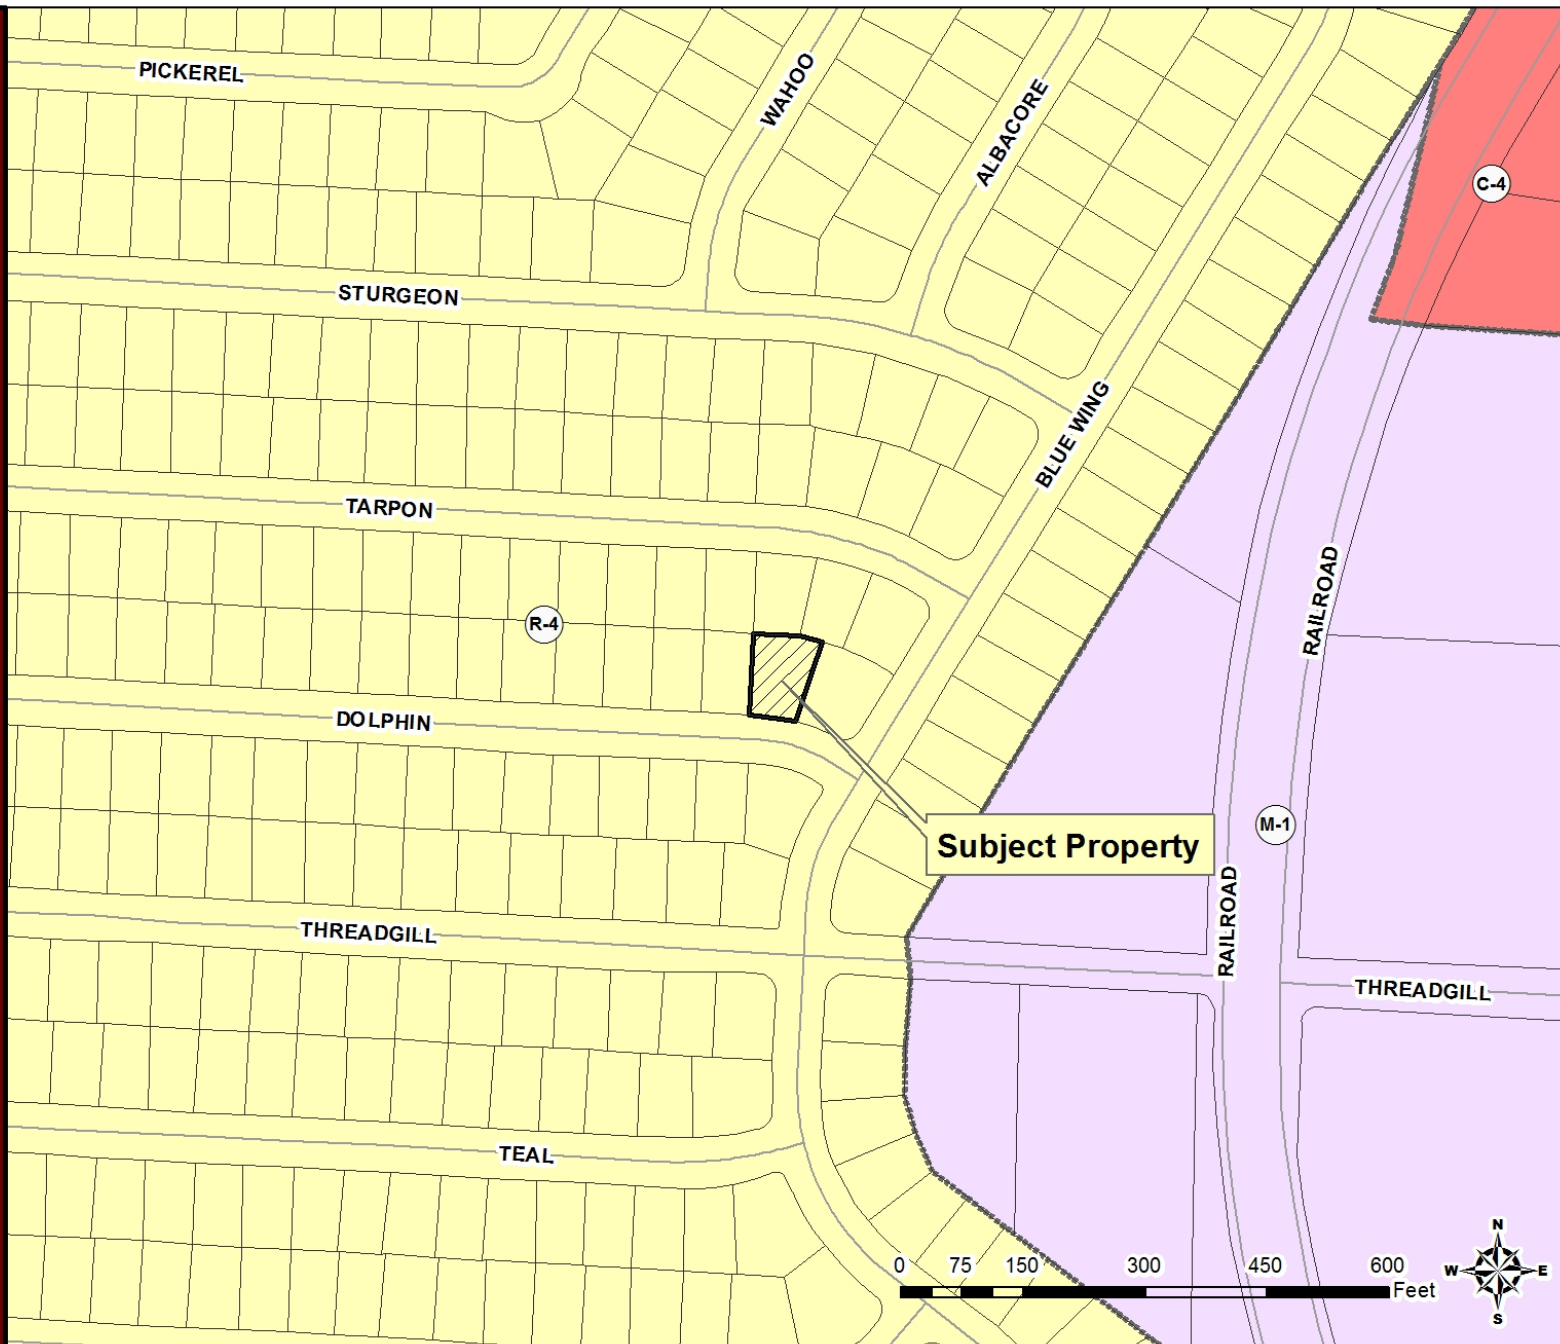 PICKEREL
WAHOO
ALBACORE
C-4
STURGEON
BLUE WING
TARPON
RAILROAD
R-4
DOLPHIN
M-1
Subject Property
RAILROAD
THREADGILL
THREADGILL
TEAL
N
W E
S
0 75 150 300 450 600
Feet